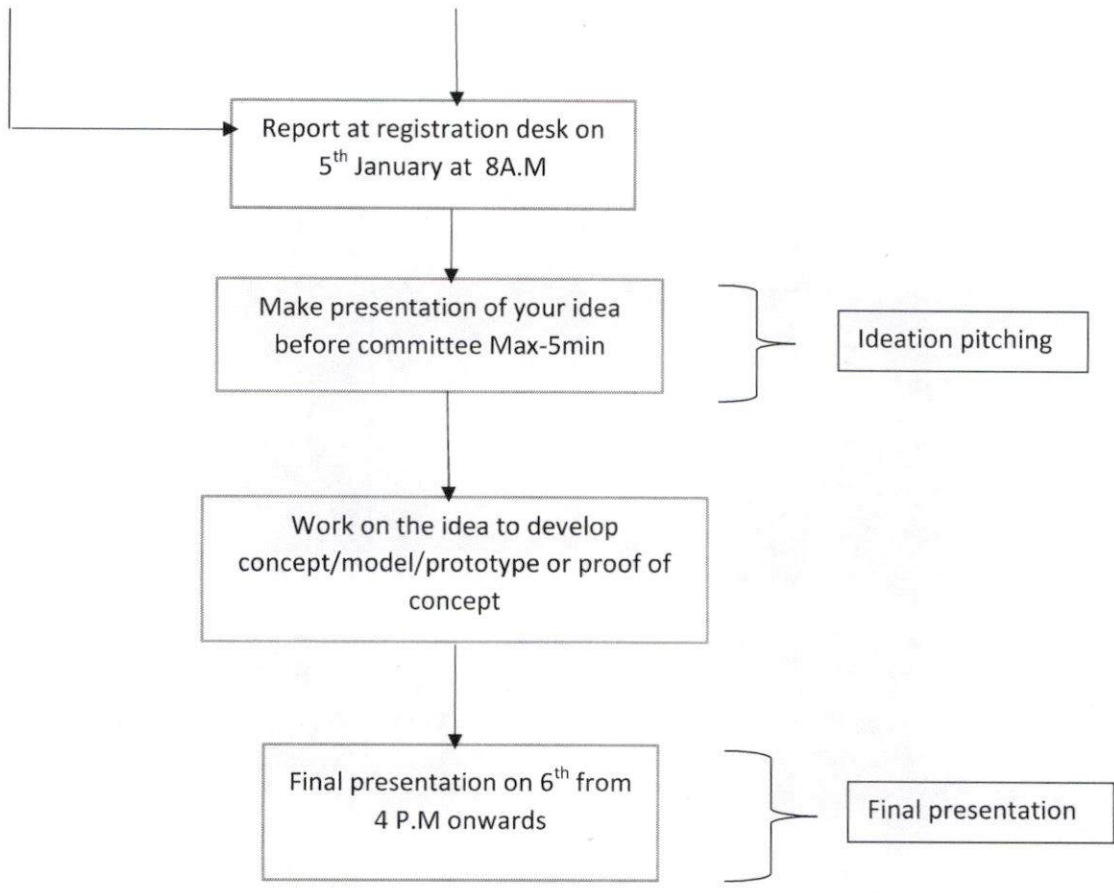 Report at registration desk on
5th January at 8A.M
Make presentation of your idea
before committee Max-5min
Ideation pitching
Work on the idea to develop
concept/model/prototype or proof of
concept
Final presentation on 6th from
4 P.M onwards
Final presentation